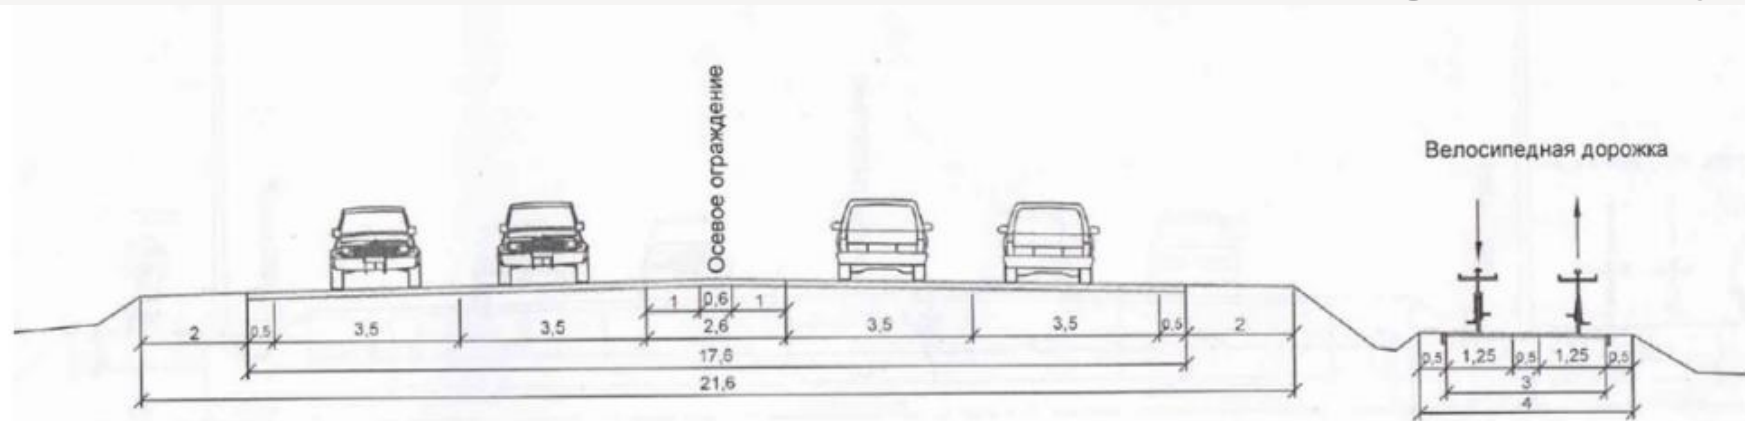 Осевое ограждение
Велосипедная дорожка
1 0,6 1
2 0,5 3,5 3,5 2,6 3,5 3,5 0,5 2
17,6
21,6
0,5 1,25 0,5 1,25 0,5
3
4